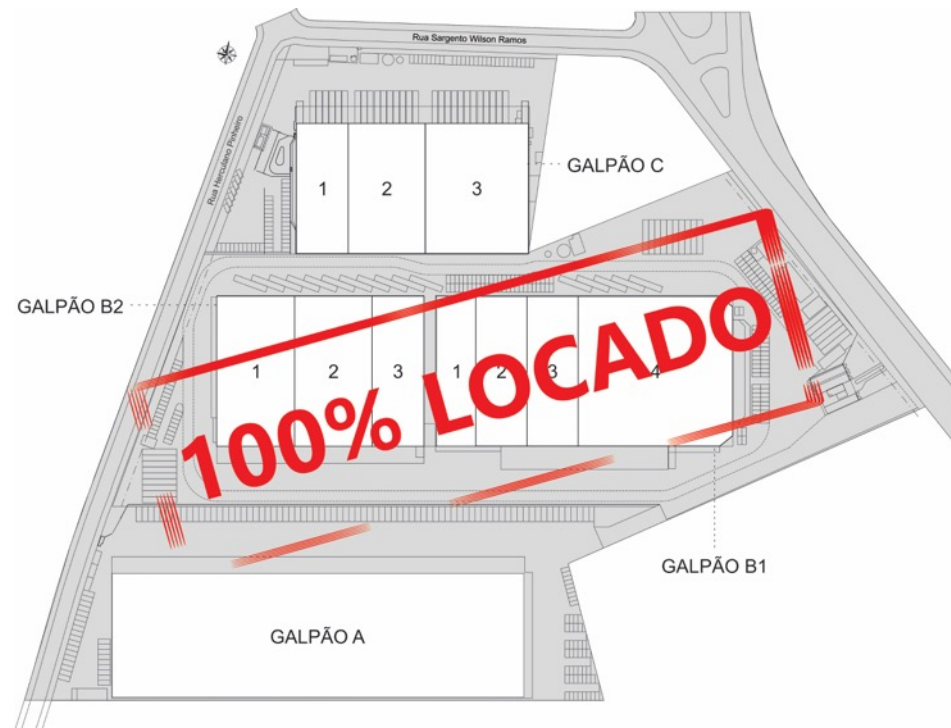 Rua Sargento Wilson Ramos
Rua Herculano Pinheiro
1 2 3
GALPÃO C
GALPÃO B2
1 2 3 1 2 3 4
100% LOCADO
GALPÃO B1
GALPÃO A